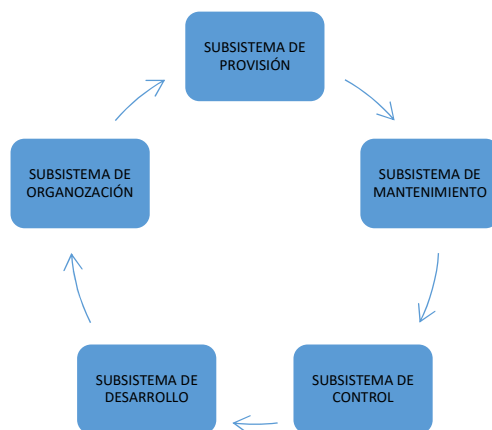 SUBSISTEMA DE
PROVISIÓN
SUBSISTEMA DE
MANTENIMIENTO
SUBSISTEMA DE
CONTROL
SUBSISTEMA DE
DESARROLLO
SUBSISTEMA DE
ORGANOZACIÓN